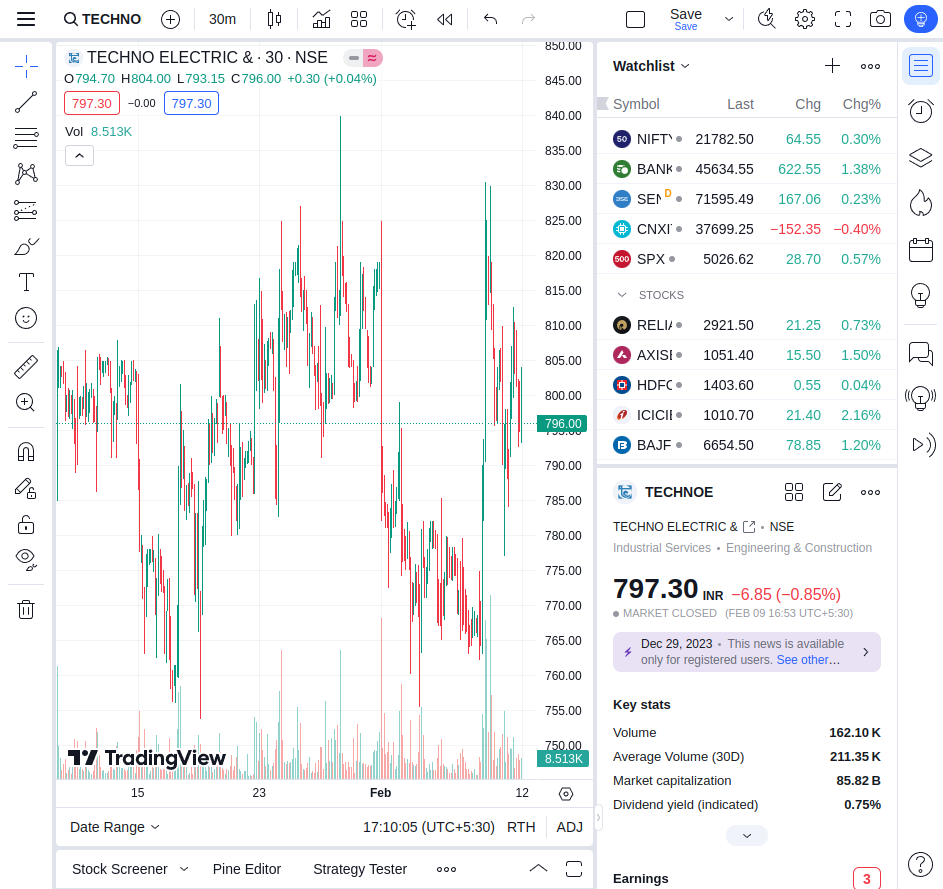 TECHNO
30m
Save
Save
TECHNO ELECTRIC & · 30 · NSE
O794.70 H804.00 L793.15 C796.00 +0.30 (+0.04%)
797.30 −0.00 797.30
Vol 8.513K
850.00
845.00
840.00
835.00
830.00
825.00
820.00
815.00
810.00
805.00
800.00
796.00
790.00
785.00
780.00
775.00
770.00
765.00
760.00
755.00
750.00
8.513K
TradingView
15 23 Feb 12
Date Range 17:10:05 (UTC+5:30) RTH ADJ
Stock Screener Pine Editor Strategy Tester
Watchlist
Symbol Last Chg Chg%
50 NIFTY 21782.50 64.55 0.30%
BANK 45634.55 622.55 1.38%
SEN D 71595.49 167.06 0.23%
CNXI 37699.25 −152.35 −0.40%
500 SPX 5026.62 28.70 0.57%
STOCKS
RELIA 2921.50 21.25 0.73%
AXISE 1051.40 15.50 1.50%
HDFC 1403.60 0.55 0.04%
ICICIE 1010.70 21.40 2.16%
BAJF 6654.50 78.85 1.20%
TECHNOE
TECHNO ELECTRIC & • NSE
Industrial Services • Engineering & Construction
797.30 INR −6.85 (−0.85%)
MARKET CLOSED (FEB 09 16:53 UTC+5:30)
Dec 29, 2023 • This news is available
only for registered users. See other…
Key stats
Volume 162.10 K
Average Volume (30D) 211.35 K
Market capitalization 85.82 B
Dividend yield (indicated) 0.75%
Earnings 3